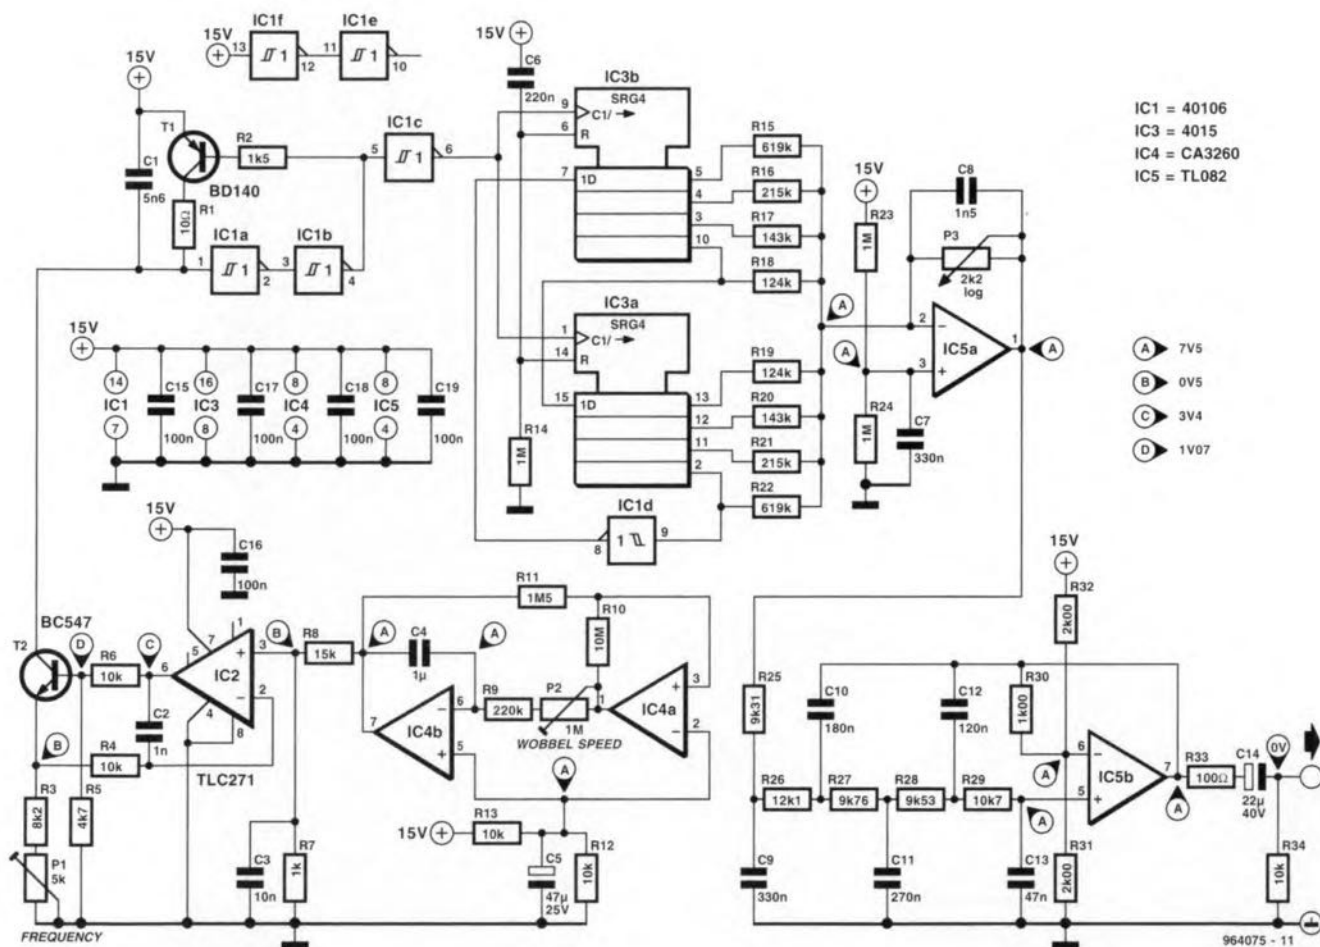 IC1f
IC1e
15V
13
1
12
11
1
10
15V
15V
T1
BD140
R2
1k5
C1
5n6
R1
10Ω
IC1c
5
1
6
IC1a
1
1
2
IC1b
3
1
4
15V
C6
220n
IC3b
SRG4
9
C1/
6
R
7
1D
5
4
3
10
R15
619k
R16
215k
R17
143k
R18
124k
IC3a
SRG4
1
C1/
14
R
15
1D
13
12
11
2
R19
124k
R20
143k
R21
215k
R22
619k
R14
1M
IC1d
8
1
9
15V
R23
1M
R24
1M
C7
330n
C8
1n5
P3
2k2
log
A
A
2
3
IC5a
1
A
IC1 = 40106
IC3 = 4015
IC4 = CA3260
IC5 = TL082
A 7V5
B 0V5
C 3V4
D 1V07
15V
14
IC1
7
C15
100n
16
IC3
8
C17
100n
8
IC4
4
C18
100n
8
IC5
4
C19
100n
15V
C16
100n
BC547
T2
D
C
R6
10k
6
5
7
1
IC2
3
2
4
8
TLC271
C2
1n
B
R4
10k
R3
8k2
P1
5k
R5
4k7
FREQUENCY
B
R8
15k
A
C3
10n
R7
1k
R11
1M5
C4
1µ
A
R10
10M
6
7
IC4b
5
R9
220k
P2
1M
WOBBEL SPEED
1
IC4a
3
2
A
15V
R13
10k
C5
47µ
25V
R12
10k
R25
9k31
R26
12k1
C9
330n
C10
180n
R27
9k76
C11
270n
R28
9k53
C12
120n
R29
10k7
C13
47n
A
15V
R32
2k00
R30
1k00
A
R31
2k00
6
5
IC5b
7
A
R33
100Ω
C14
22µ
40V
0V
R34
10k
964075 - 11